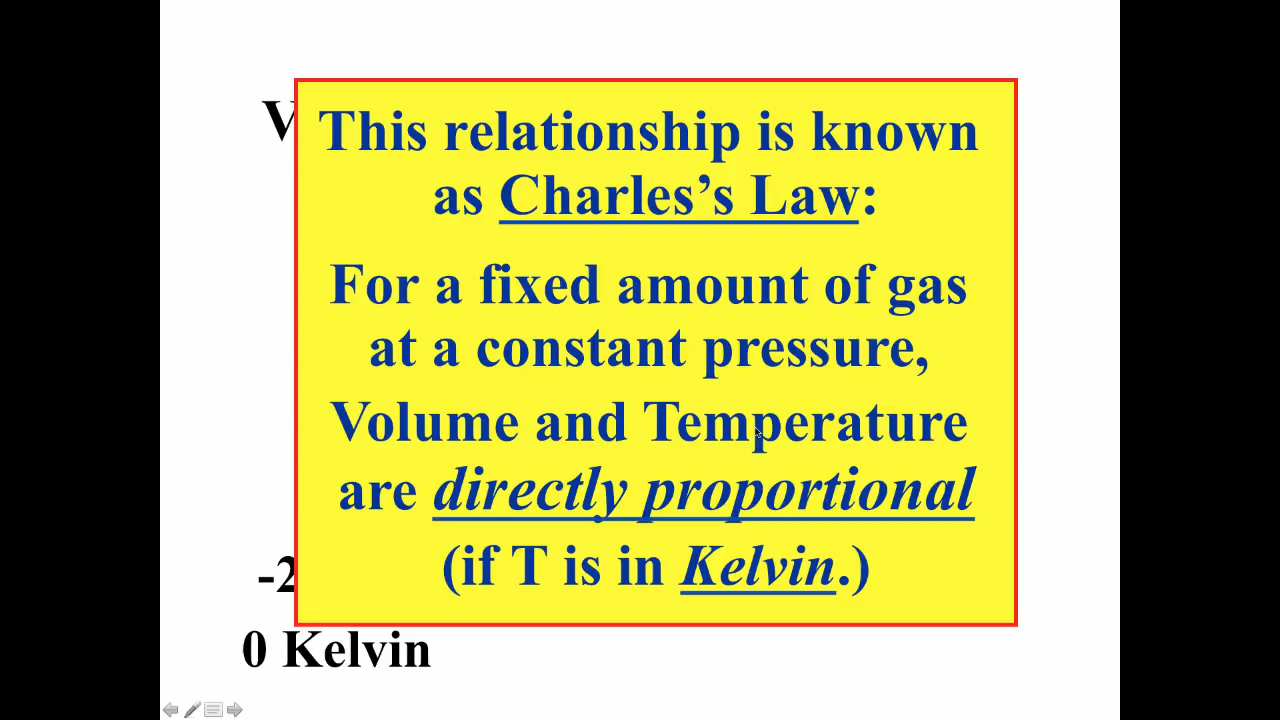 V
This relationship is known
as Charles’s Law:
For a fixed amount of gas
at a constant pressure,
Volume and Temperature
are directly proportional
(if T is in Kelvin.)
-2
0 Kelvin